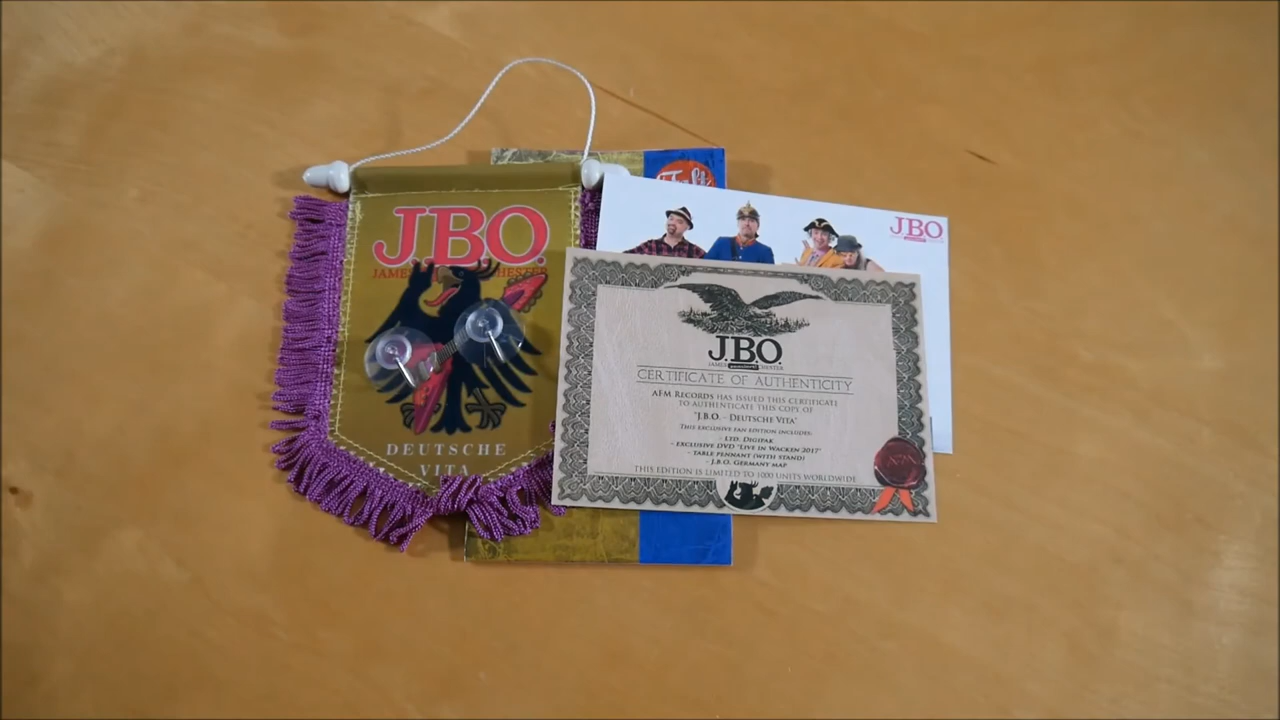 J.B.O.
DEUTSCHE
VITA
J.B.O.
J.B.O.
CERTIFICATE OF AUTHENTICITY
AFM RECORDS HAS ISSUED THIS CERTIFICATE
TO AUTHENTICATE THIS COPY OF
"J.B.O. - DEUTSCHE VITA"
THIS EXCLUSIVE FAN EDITION INCLUDES:
- LTD. DIGIPAK
- EXCLUSIVE DVD "LIVE IN WACKEN 2017"
- TABLE PENNANT (WITH STAND)
- J.B.O. GERMANY MAP
THIS EDITION IS LIMITED TO 1000 UNITS WORLDWIDE